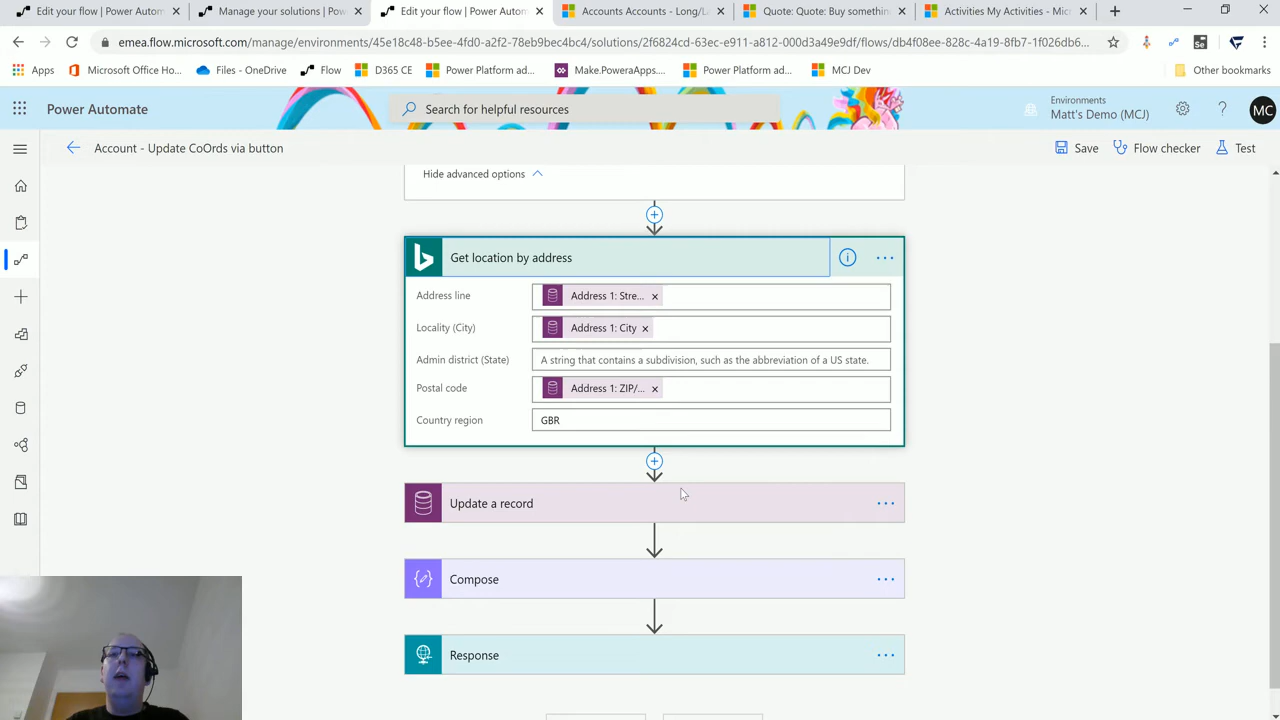 Edit your flow | Power Autom
Manage your solutions | Pow
Edit your flow | Power Autom
Accounts Accounts - Long/La
Quote: Quote: Buy somethin
Activities My Activities - Micr
emea.flow.microsoft.com/manage/environments/45e18c48-b5ee-4fd0-a2f2-78eb9bec4bc4/solutions/2f6824cd-63ec-e911-a812-000d3a49e9df/flows/db4f08ee-828c-4a19-8fb7-1f026db6...
Apps
Microsoft Office Ho...
Files - OneDrive
Flow
D365 CE
Power Platform ad...
Make.PoweraApps....
Power Platform ad...
MCJ Dev
Other bookmarks
Power Automate
Search for helpful resources
Environments
Matt's Demo (MCJ)
MC
Account - Update CoOrds via button
Save
Flow checker
Test
Hide advanced options
Get location by address
Address line
Address 1: Stre... ×
Locality (City)
Address 1: City ×
Admin district (State)
A string that contains a subdivision, such as the abbreviation of a US state.
Postal code
Address 1: ZIP/... ×
Country region
GBR
Update a record
Compose
Response